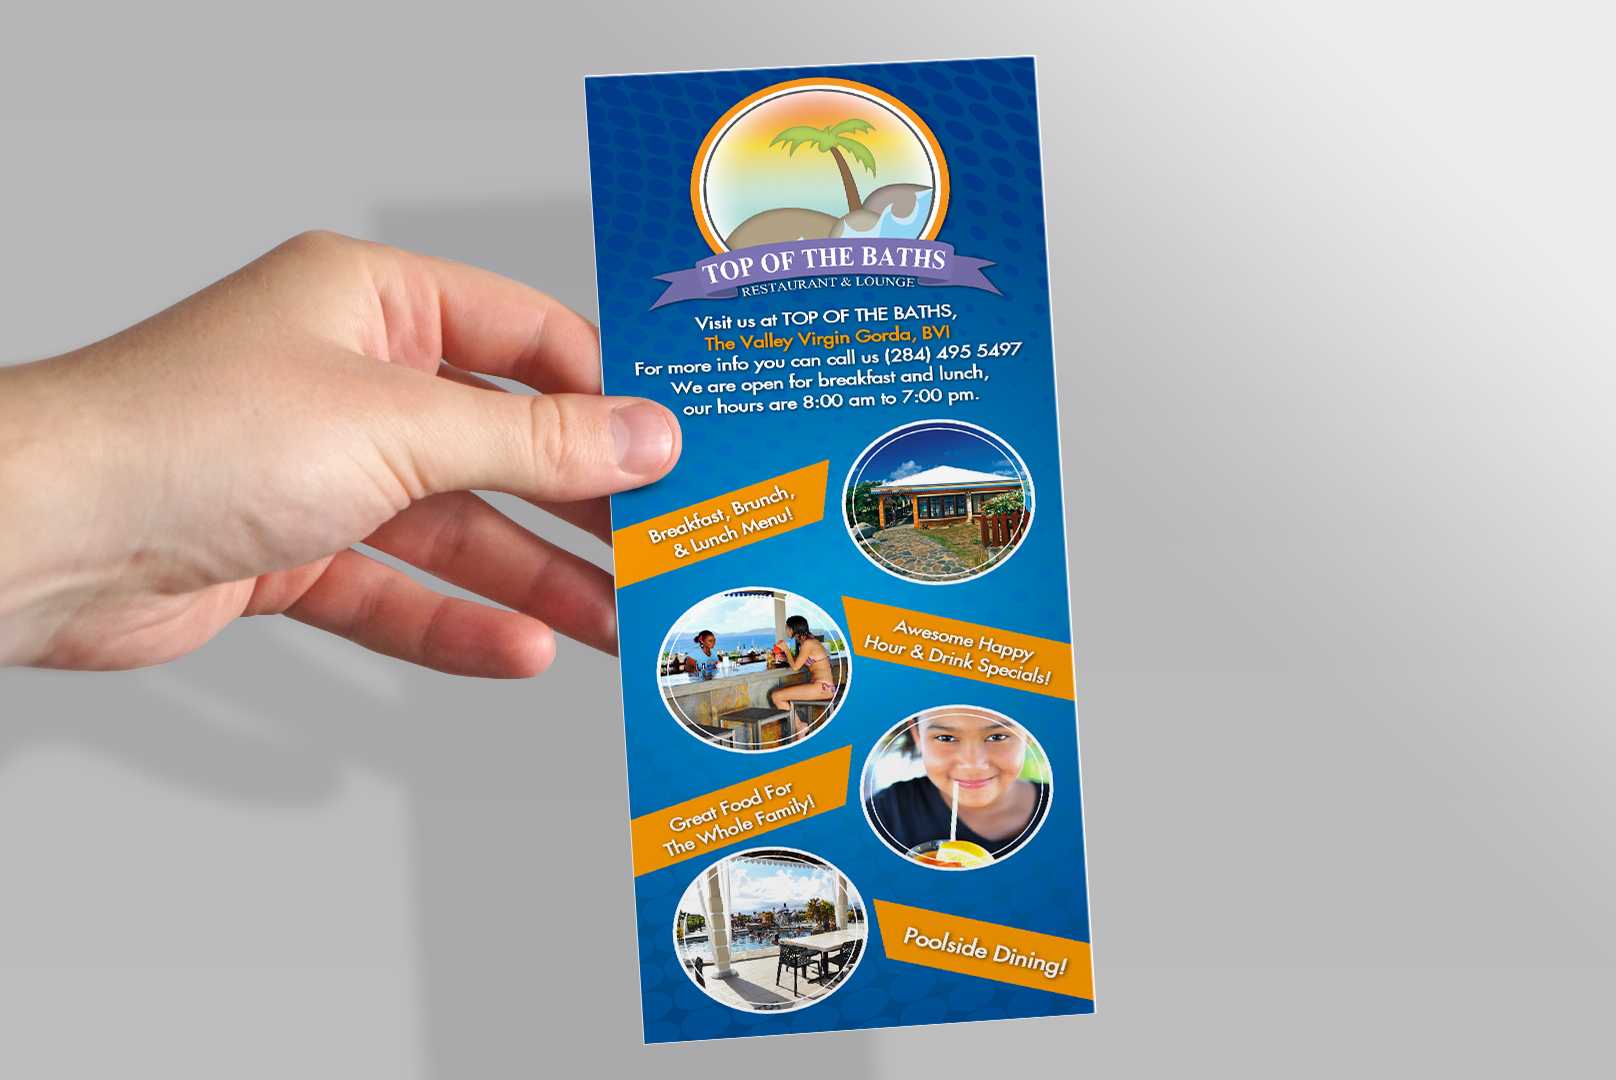 TOP OF THE BATHS
RESTAURANT & LOUNGE
Visit us at TOP OF THE BATHS,
The Valley Virgin Gorda, BVI
For more info you can call us (284) 495 5497
We are open for breakfast and lunch,
our hours are 8:00 am to 7:00 pm.
Breakfast, Brunch,
& Lunch Menu!
Awesome Happy
Hour & Drink Specials!
Great Food For
The Whole Family!
Poolside Dining!